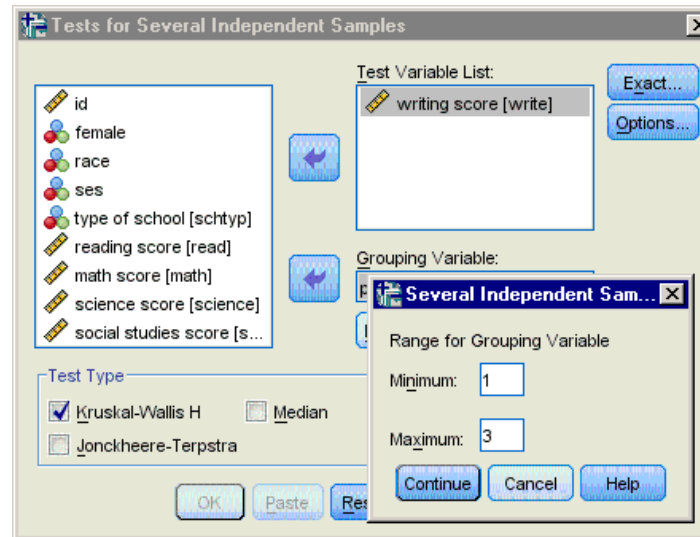 Tests for Several Independent Samples
Test Variable List:
Exact...
id
writing score [write]
female
Options...
race
ses
type of school [schtyp]
reading score [read]
Grouping Variable:
math score [math]
science score [science]
social studies score [s...
Several Independent Sam...
Range for Grouping Variable
Minimum: 1
Maximum: 3
Continue Cancel Help
Test Type
Kruskal-Wallis H Median
Jonckheere-Terpstra
OK Paste Res